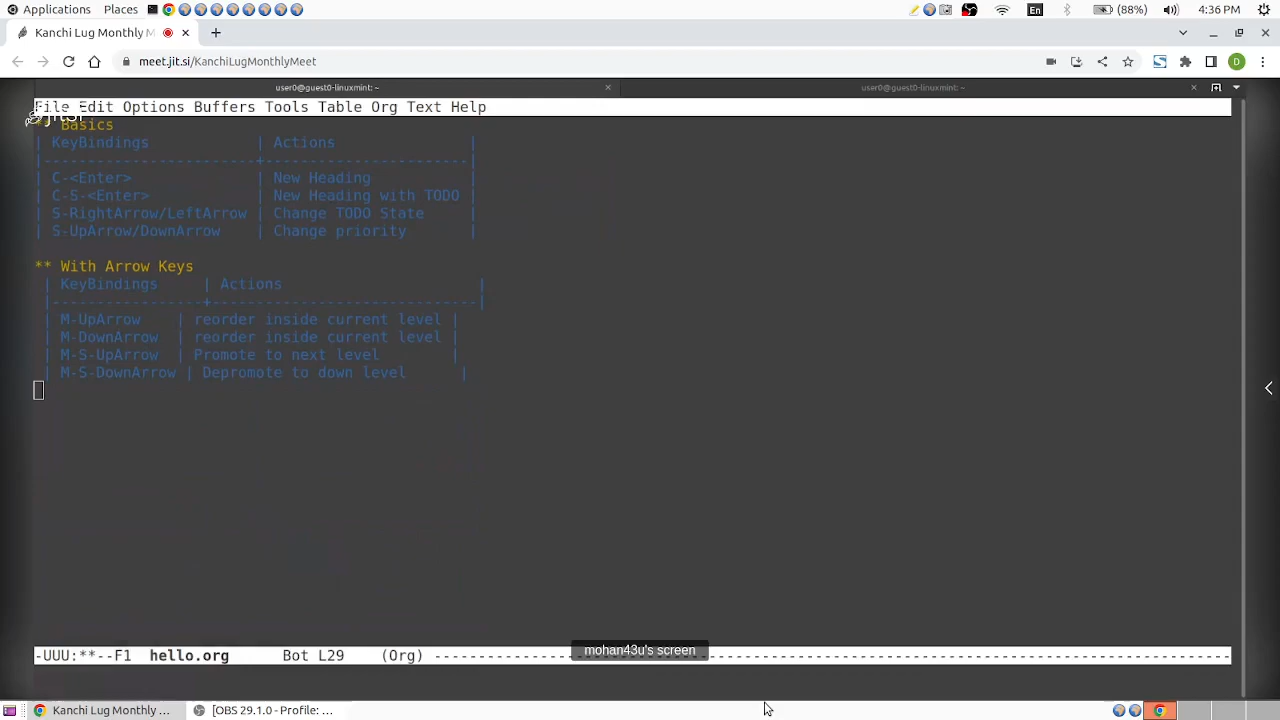 Applications Places En (88%) 4:36 PM
Kanchi Lug Monthly M
meet.jit.si/KanchiLugMonthlyMeet D
user0@guest0-linuxmint: ~ user0@guest0-linuxmint: ~
File Edit Options Buffers Tools Table Org Text Help
jitsi
** Basics
| KeyBindings | Actions |
|-------------------------+-----------------------|
| C-<Enter> | New Heading |
| C-S-<Enter> | New Heading with TODO |
| S-RightArrow/LeftArrow | Change TODO State |
| S-UpArrow/DownArrow | Change priority |
** With Arrow Keys
| KeyBindings | Actions |
|-----------------+------------------------------|
| M-UpArrow | reorder inside current level |
| M-DownArrow | reorder inside current level |
| M-S-UpArrow | Promote to next level |
| M-S-DownArrow | Depromote to down level |
mohan43u's screen
-UUU:**--F1 hello.org Bot L29 (Org) ------------------------------------------------------------------------------------------
Kanchi Lug Monthly ... [OBS 29.1.0 - Profile: ...